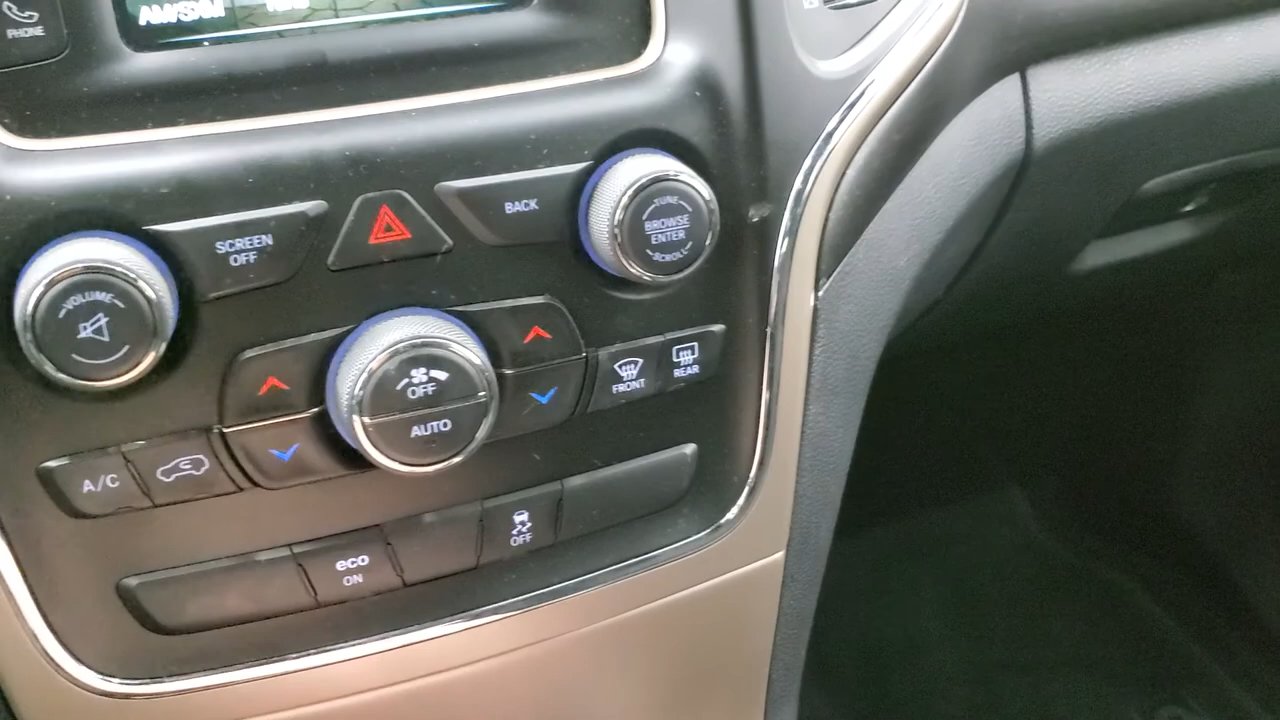 PHONE
SCREEN
OFF
BACK
TUNE
BROWSE
ENTER
SCROLL
VOLUME
OFF
AUTO
FRONT
REAR
A/C
eco
ON
OFF